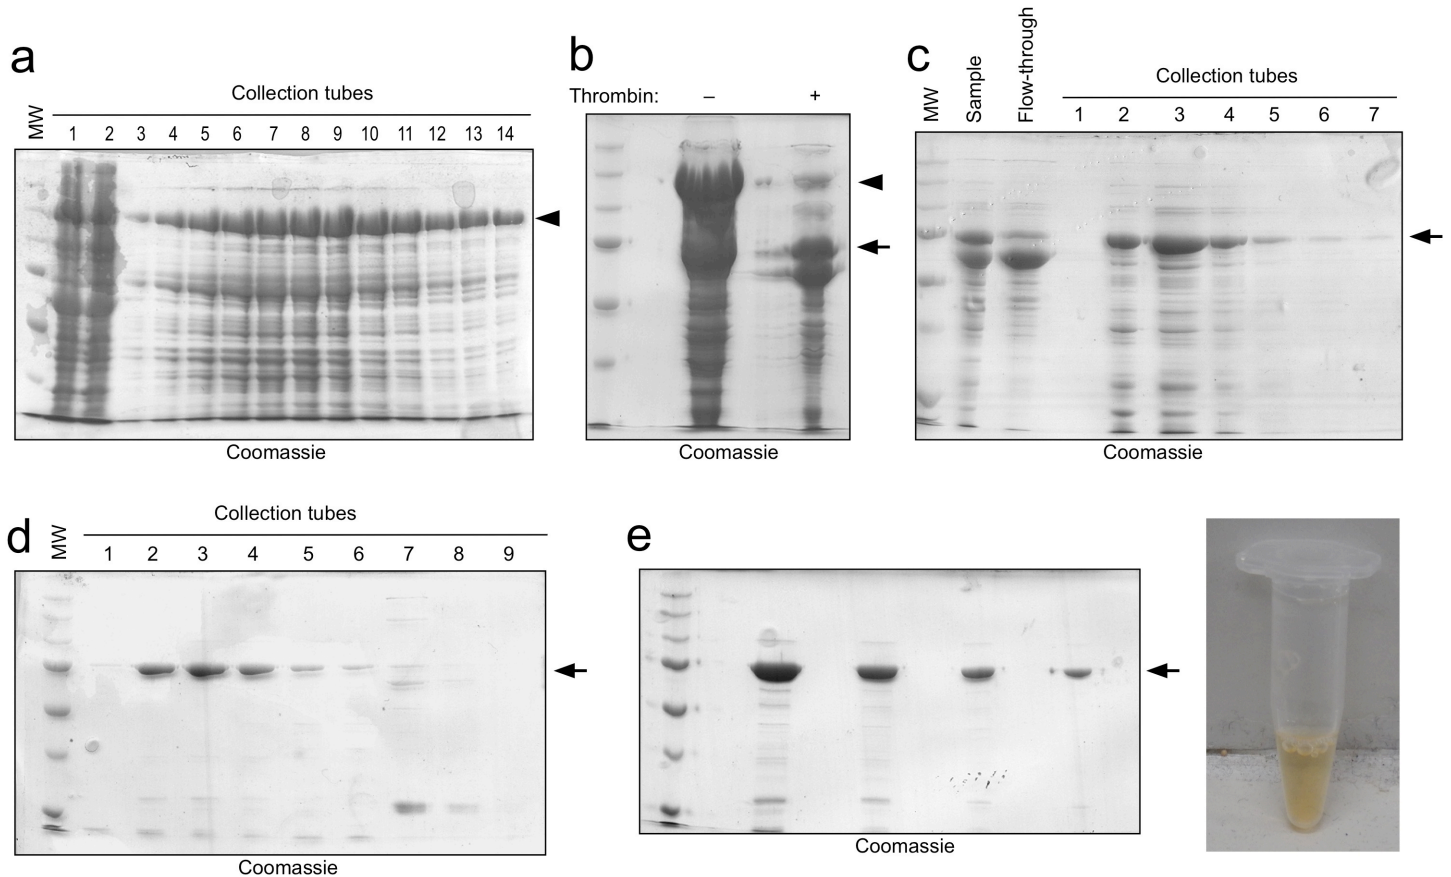 a
MW
Collection tubes
1 2 3 4 5 6 7 8 9 10 11 12 13 14
Coomassie
b
Thrombin: – +
Coomassie
c
MW
Sample
Flow-through
Collection tubes
1 2 3 4 5 6 7
Coomassie
d
MW
Collection tubes
1 2 3 4 5 6 7 8 9
Coomassie
e
Coomassie